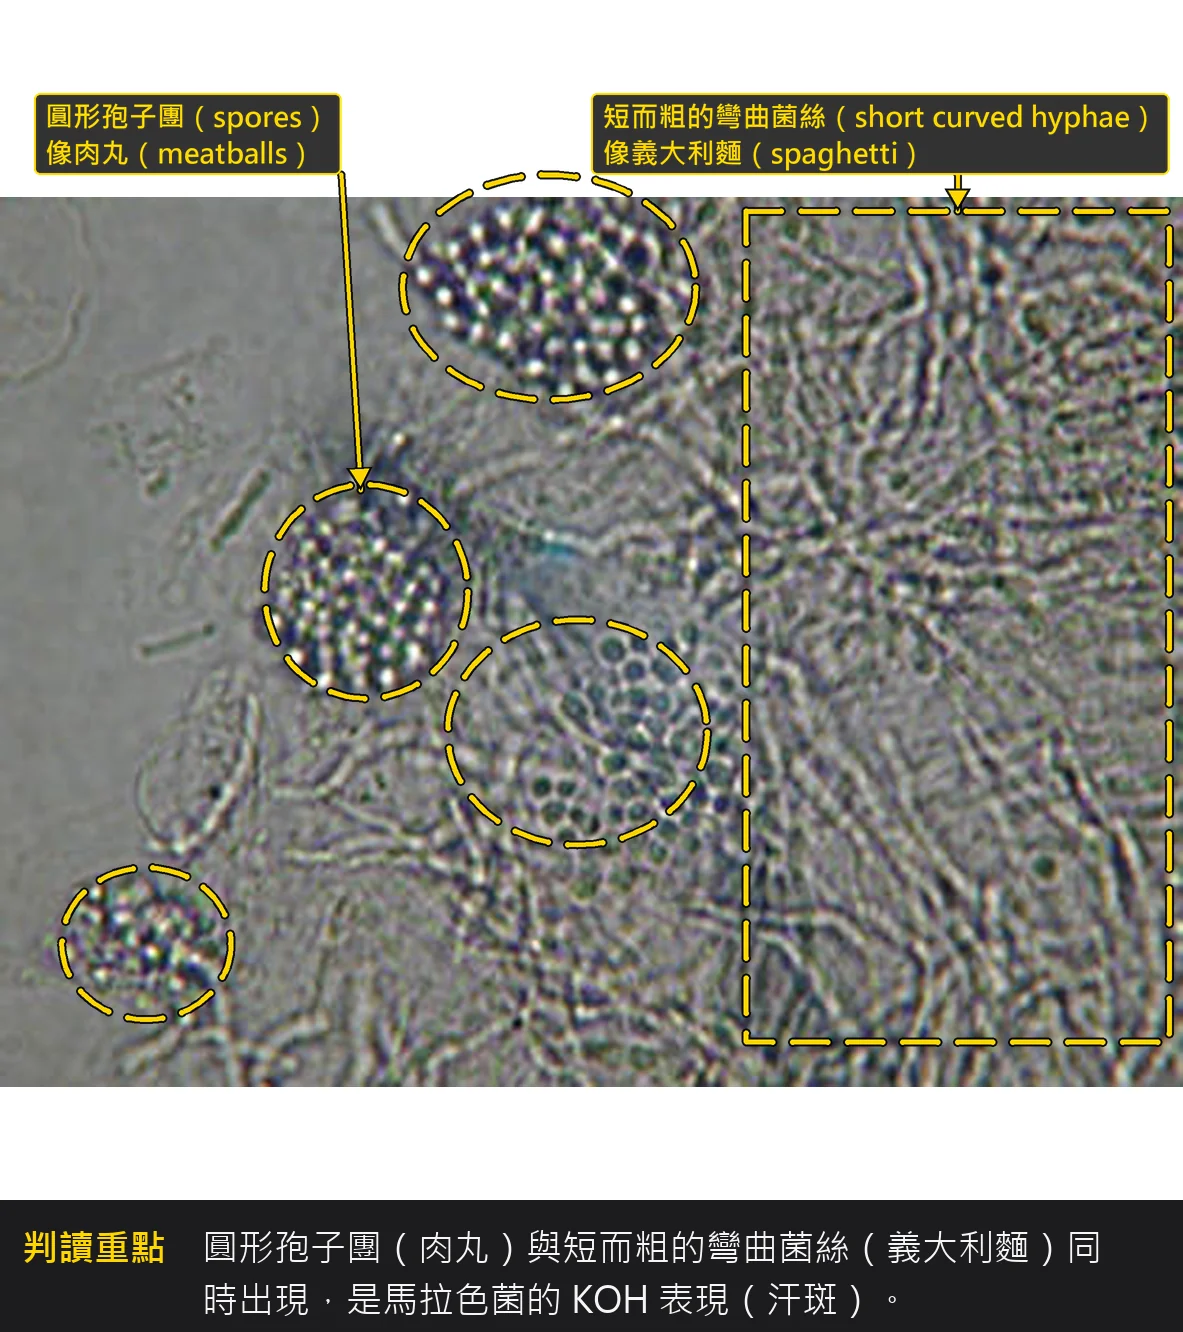 圓形孢子團（spores）
像肉丸（meatballs）
短而粗的彎曲菌絲（short curved hyphae）
像義大利麵（spaghetti）
判讀重點 圓形孢子團（肉丸）與短而粗的彎曲菌絲（義大利麵）同
時出現，是馬拉色菌的 KOH 表現（汗斑）。